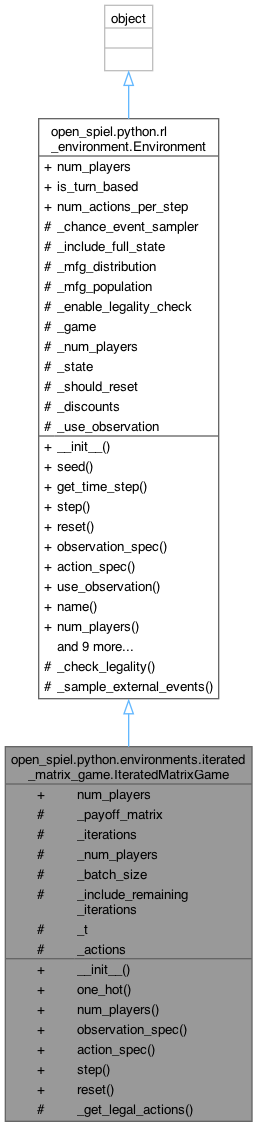 object
open_spiel.python.rl
_environment.Environment
+ num_players
+ is_turn_based
+ num_actions_per_step
# _chance_event_sampler
# _include_full_state
# _mfg_distribution
# _mfg_population
# _enable_legality_check
# _game
# _num_players
# _state
# _should_reset
# _discounts
# _use_observation
+ __init__()
+ seed()
+ get_time_step()
+ step()
+ reset()
+ observation_spec()
+ action_spec()
+ use_observation()
+ name()
+ num_players()
and 9 more...
# _check_legality()
# _sample_external_events()
open_spiel.python.environments.iterated
_matrix_game.IteratedMatrixGame
+ num_players
# _payoff_matrix
# _iterations
# _num_players
# _batch_size
# _include_remaining
_iterations
# _t
# _actions
+ __init__()
+ one_hot()
+ num_players()
+ observation_spec()
+ action_spec()
+ step()
+ reset()
# _get_legal_actions()